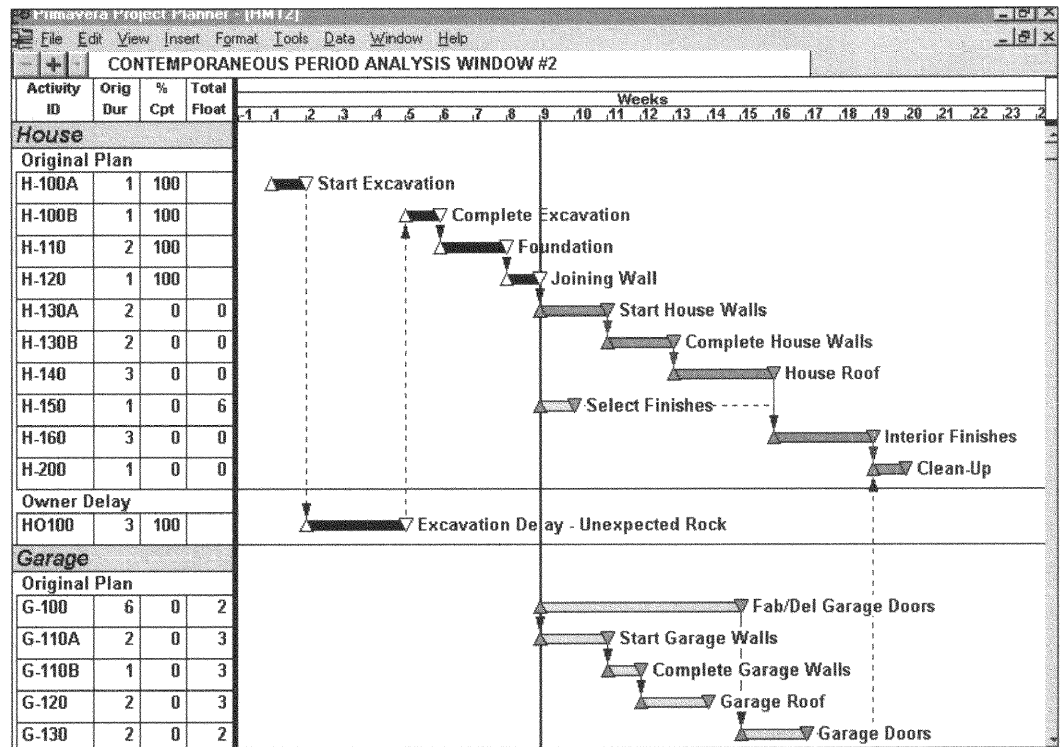 Primavera Project Planner - [HMT2]
File Edit View Insert Format Tools Data Window Help
CONTEMPORANEOUS PERIOD ANALYSIS WINDOW #2
Activity ID Orig Dur % Cpt Total Float
Weeks
-1 1 2 3 4 5 6 7 8 9 10 11 12 13 14 15 16 17 18 19 20 21 22 23 2
House
Original Plan
H-100A 1 100 Start Excavation
H-100B 1 100 Complete Excavation
H-110 2 100 Foundation
H-120 1 100 Joining Wall
H-130A 2 0 0 Start House Walls
H-130B 2 0 0 Complete House Walls
H-140 3 0 0 House Roof
H-150 1 0 6 Select Finishes
H-160 3 0 0 Interior Finishes
H-200 1 0 0 Clean-Up
Owner Delay
HO100 3 100 Excavation Delay - Unexpected Rock
Garage
Original Plan
G-100 6 0 2 Fab/Del Garage Doors
G-110A 2 0 3 Start Garage Walls
G-110B 1 0 3 Complete Garage Walls
G-120 2 0 3 Garage Roof
G-130 2 0 2 Garage Doors